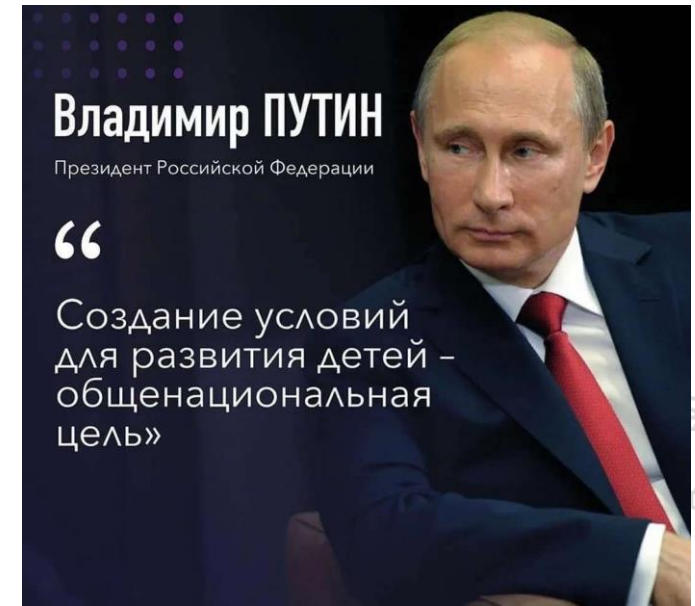 Владимир ПУТИН
Президент Российской Федерации
“
Создание условий
для развития детей –
общенациональная
цель»